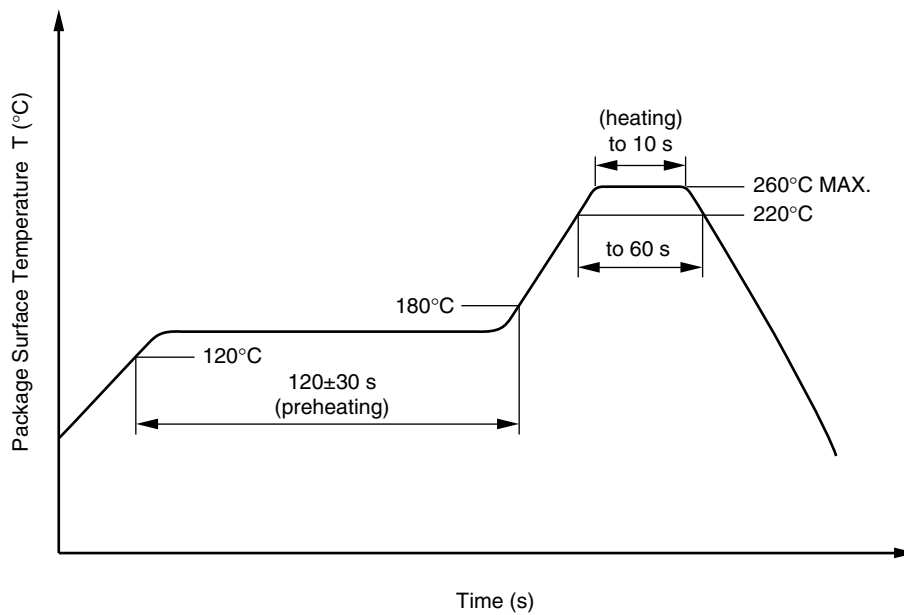 Package Surface Temperature T (°C)
(heating)
to 10 s
260°C MAX.
220°C
to 60 s
180°C
120°C
120±30 s
(preheating)
Time (s)